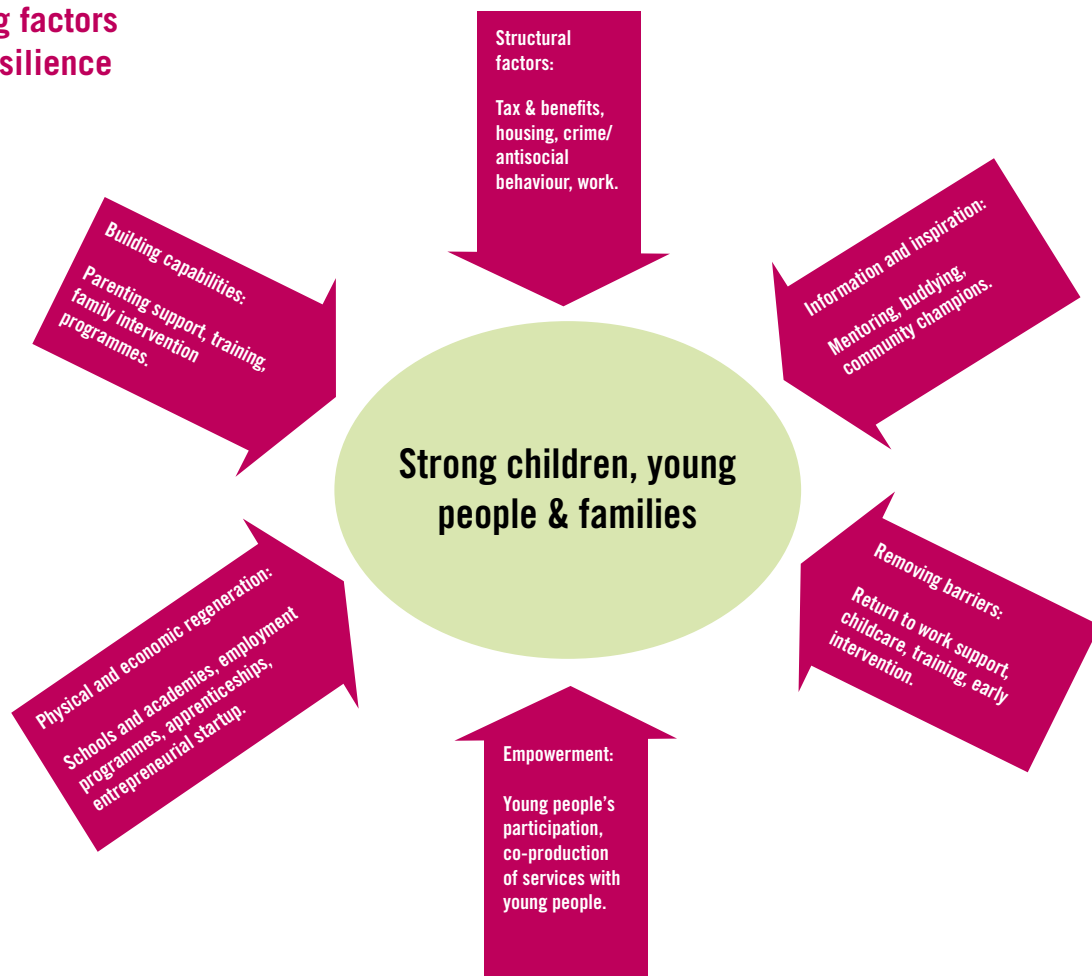 factors
Structural
factors:
Tax & benefits,
housing, crime/
antisocial
behaviour, work.
Information and inspiration:
Mentoring, buddying,
community champions.
Building capabilities:
Parenting support, training,
family intervention
programmes.
Strong children, young
people & families
Removing barriers:
Return to work support,
childcare, training, early
intervention.
Physical and economic regeneration:
Schools and academies, employment
programmes, apprenticeships,
entrepreneurial startup.
Empowerment:
Young people’s
participation,
co-production
of services with
young people.